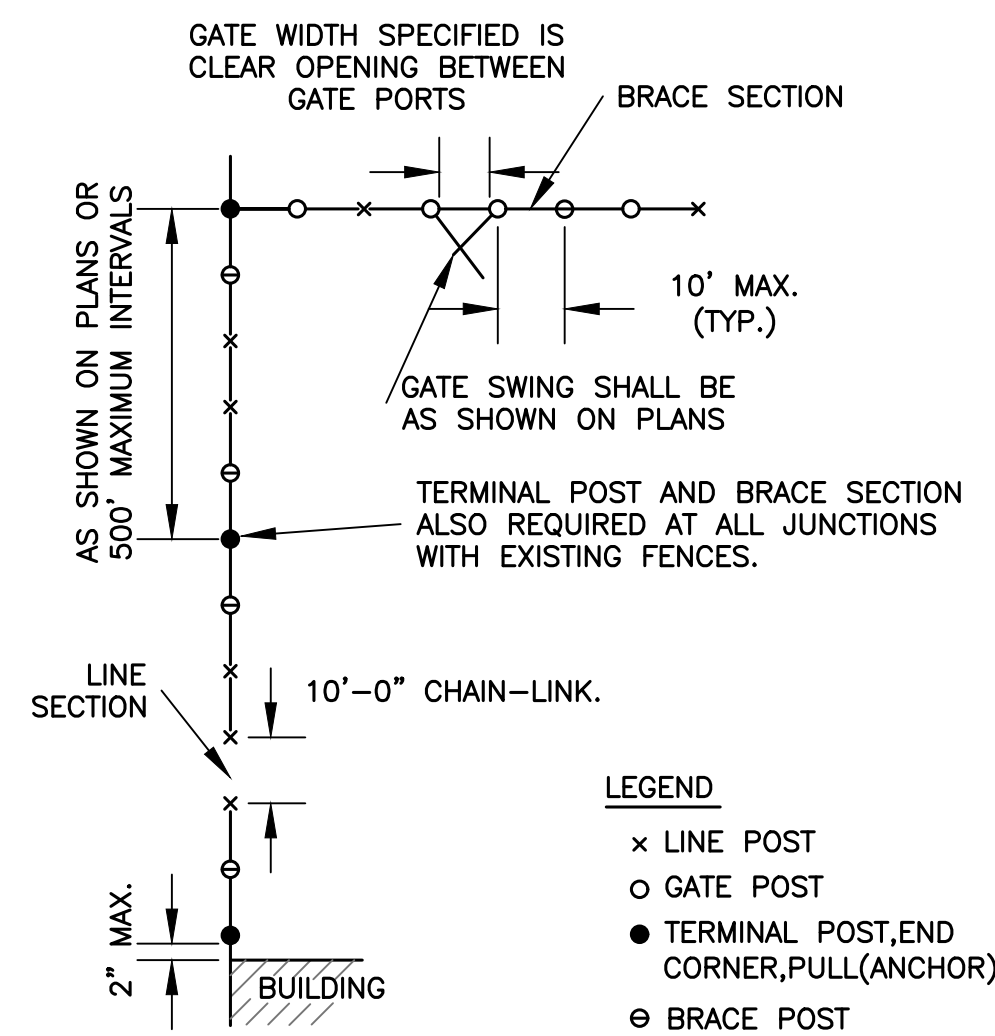 GATE WIDTH SPECIFIED IS
CLEAR OPENING BETWEEN
GATE PORTS
BRACE SECTION
AS SHOWN ON PLANS OR
500' MAXIMUM INTERVALS
10' MAX.
(TYP.)
GATE SWING SHALL BE
AS SHOWN ON PLANS
TERMINAL POST AND BRACE SECTION
ALSO REQUIRED AT ALL JUNCTIONS
WITH EXISTING FENCES.
LINE
SECTION
10'-0" CHAIN-LINK.
2" MAX.
BUILDING
LEGEND
LINE POST
GATE POST
TERMINAL POST,END
CORNER,PULL(ANCHOR)
BRACE POST